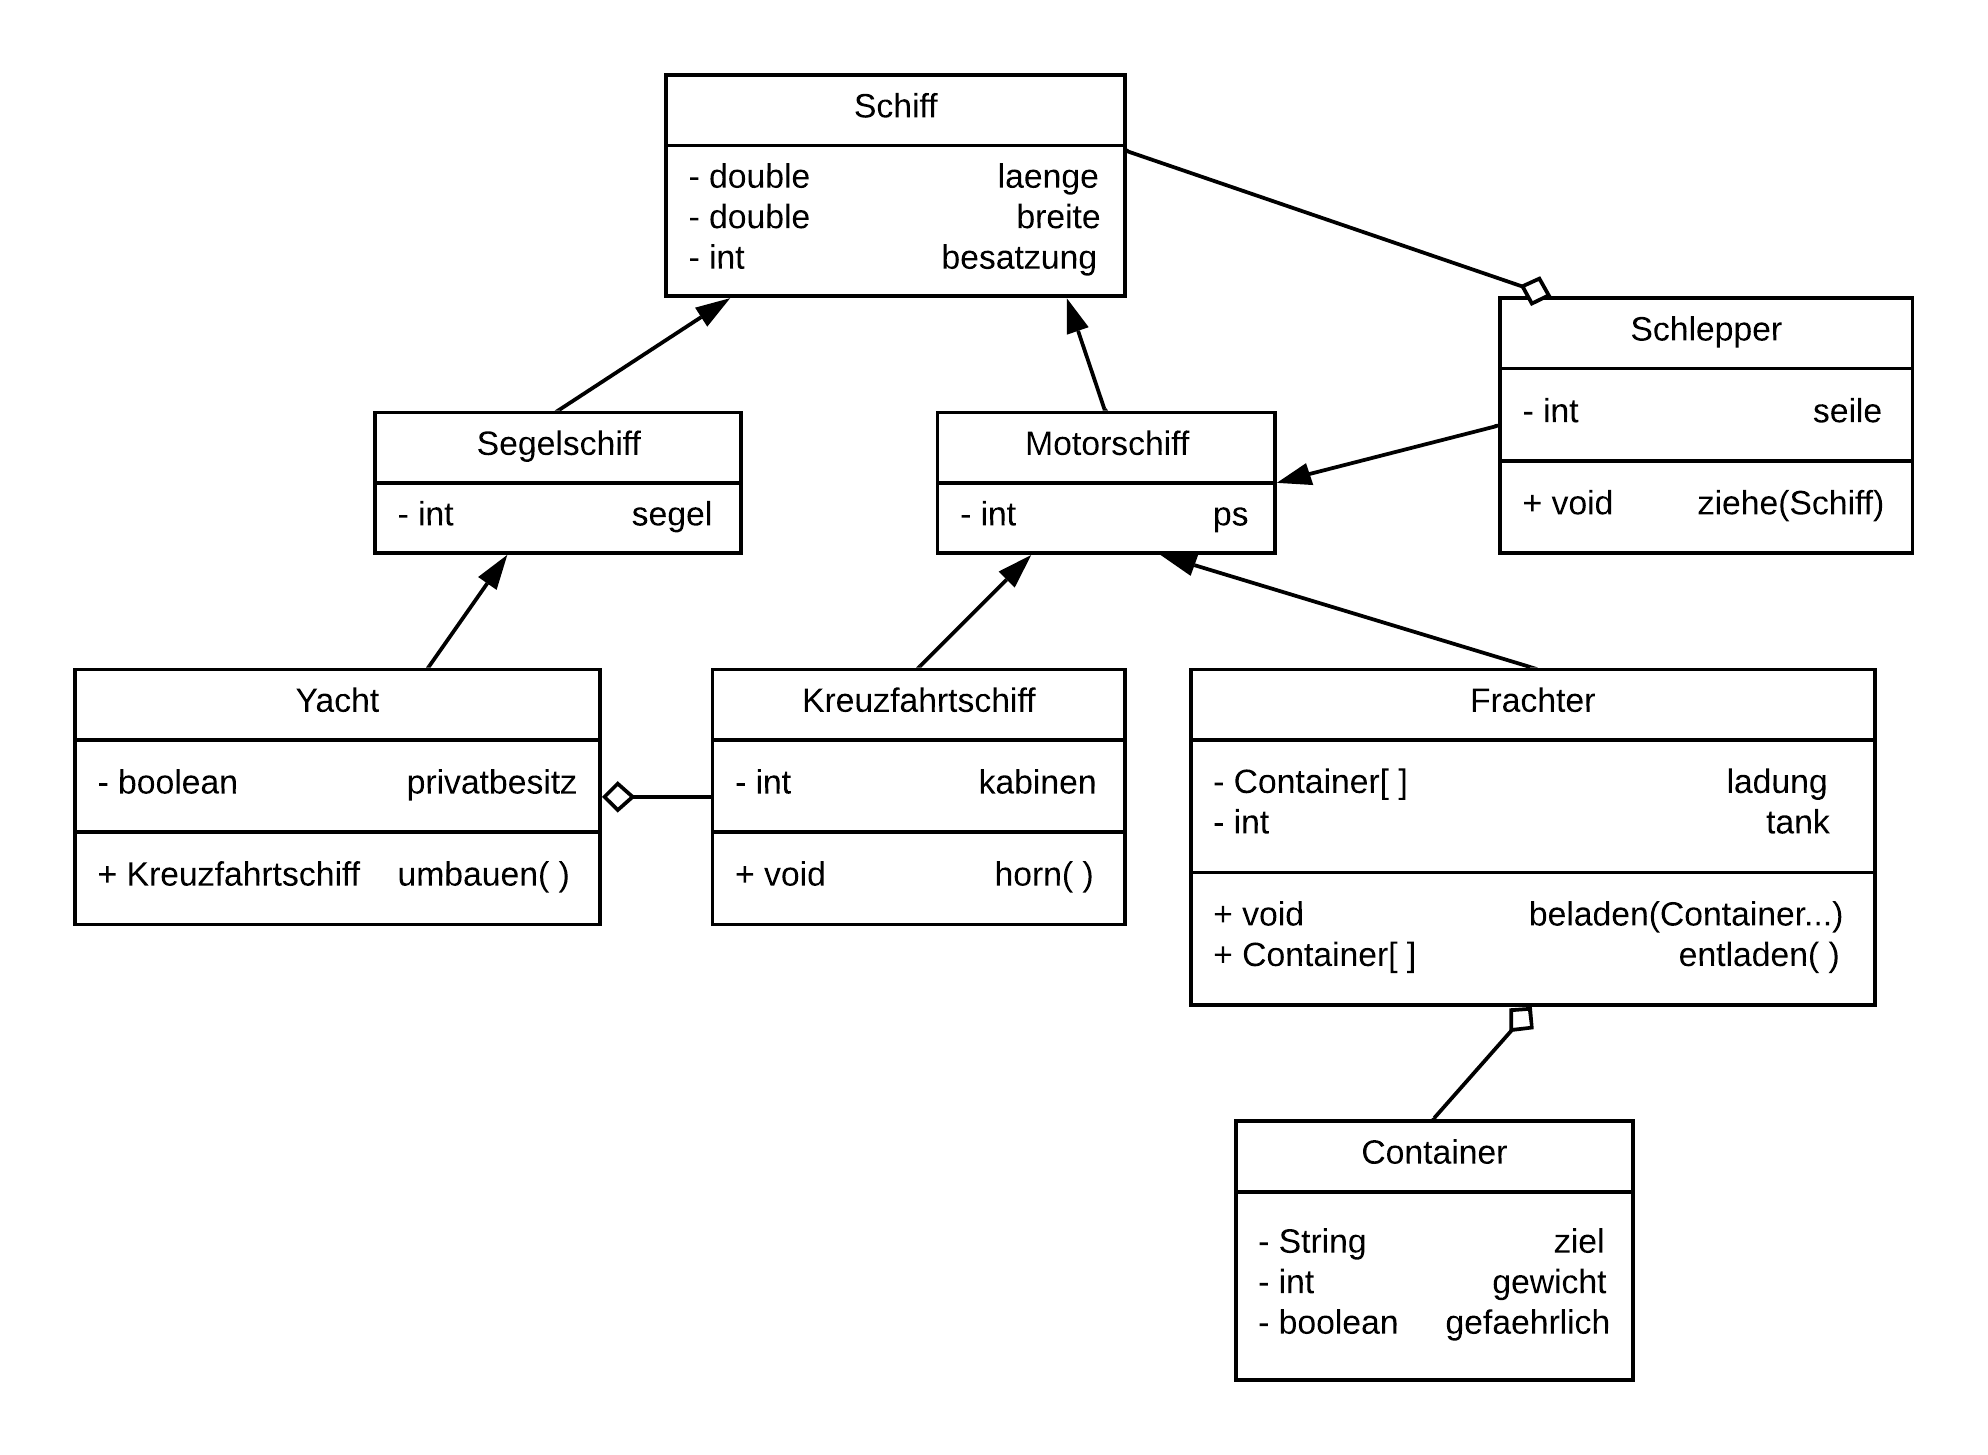 Schiff
- double laenge
- double breite
- int besatzung
Schlepper
- int seile
+ void ziehe(Schiff)
Segelschiff
- int segel
Motorschiff
- int ps
Yacht
- boolean privatbesitz
+ Kreuzfahrtschiff umbauen( )
Kreuzfahrtschiff
- int kabinen
+ void horn( )
Frachter
- Container[ ] ladung
- int tank
+ void beladen(Container...)
+ Container[ ] entladen( )
Container
- String ziel
- int gewicht
- boolean gefaehrlich